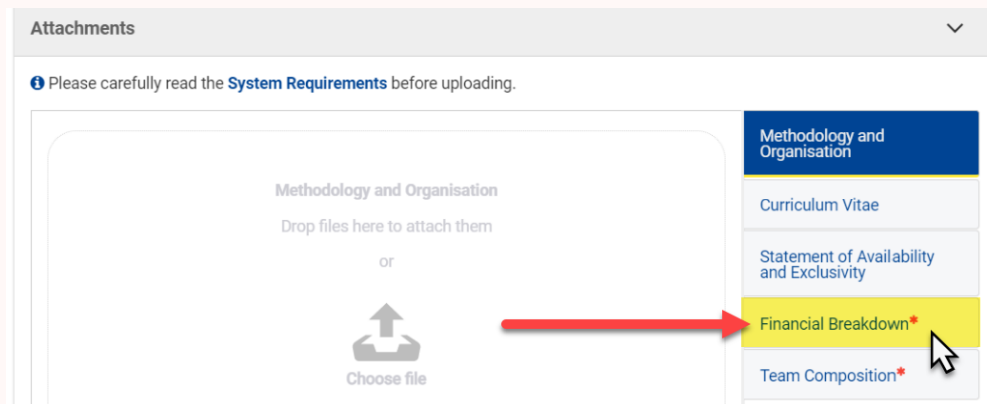 Attachments
Please carefully read the System Requirements before uploading.
Methodology and Organisation
Drop files here to attach them
or
Choose file
Methodology and
Organisation
Curriculum Vitae
Statement of Availability
and Exclusivity
Financial Breakdown*
Team Composition*